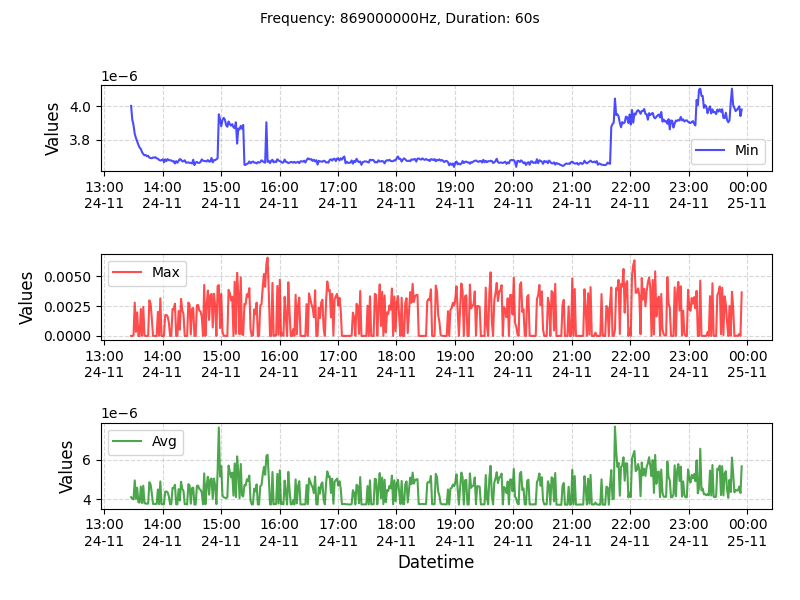 Frequency: 869000000Hz, Duration: 60s
1e−6
Values
4.0
3.8
Min
13:00 14:00 15:00 16:00 17:00 18:00 19:00 20:00 21:00 22:00 23:00 00:00
24-11 24-11 24-11 24-11 24-11 24-11 24-11 24-11 24-11 24-11 24-11 25-11
Values
0.0050
0.0025
0.0000
Max
13:00 14:00 15:00 16:00 17:00 18:00 19:00 20:00 21:00 22:00 23:00 00:00
24-11 24-11 24-11 24-11 24-11 24-11 24-11 24-11 24-11 24-11 24-11 25-11
1e−6
Values
6
4
Avg
13:00 14:00 15:00 16:00 17:00 18:00 19:00 20:00 21:00 22:00 23:00 00:00
24-11 24-11 24-11 24-11 24-11 24-11 24-11 24-11 24-11 24-11 24-11 25-11
Datetime